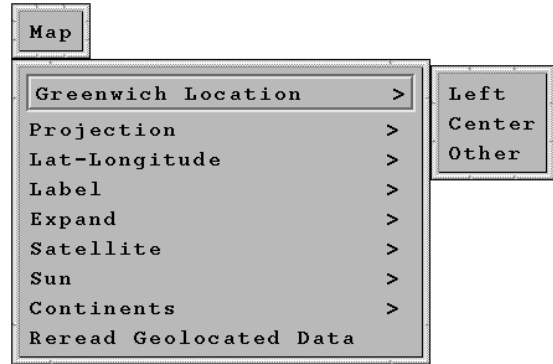 Map
Greenwich Location >
Projection >
Lat-Longitude >
Label >
Expand >
Satellite >
Sun >
Continents >
Reread Geolocated Data
Left
Center
Other